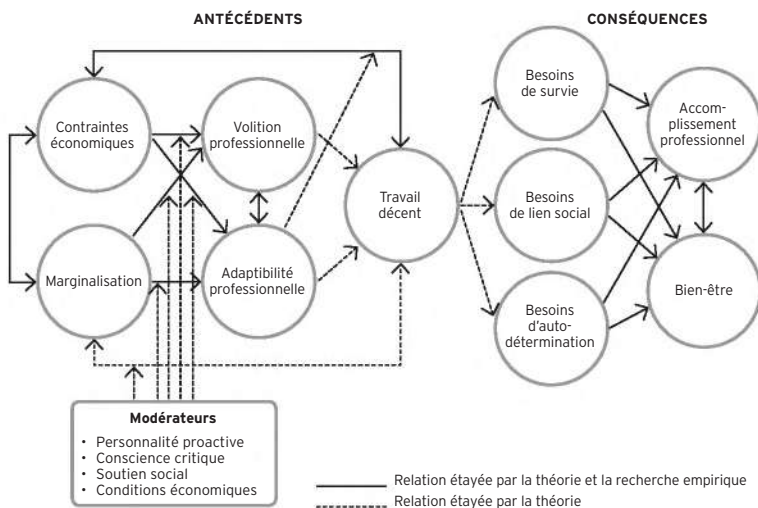 ANTÉCÉDENTS
CONSÉQUENCES
Contraintes
économiques
Volition
professionnelle
Marginalisation
Adaptibilité
professionnelle
Travail
décent
Besoins
de survie
Besoins
de lien social
Besoins
d'auto-
détermination
Accom-
plissement
professionnel
Bien-être
Modérateurs
• Personnalité proactive
• Conscience critique
• Soutien social
• Conditions économiques
Relation étayée par la théorie et la recherche empirique
Relation étayée par la théorie